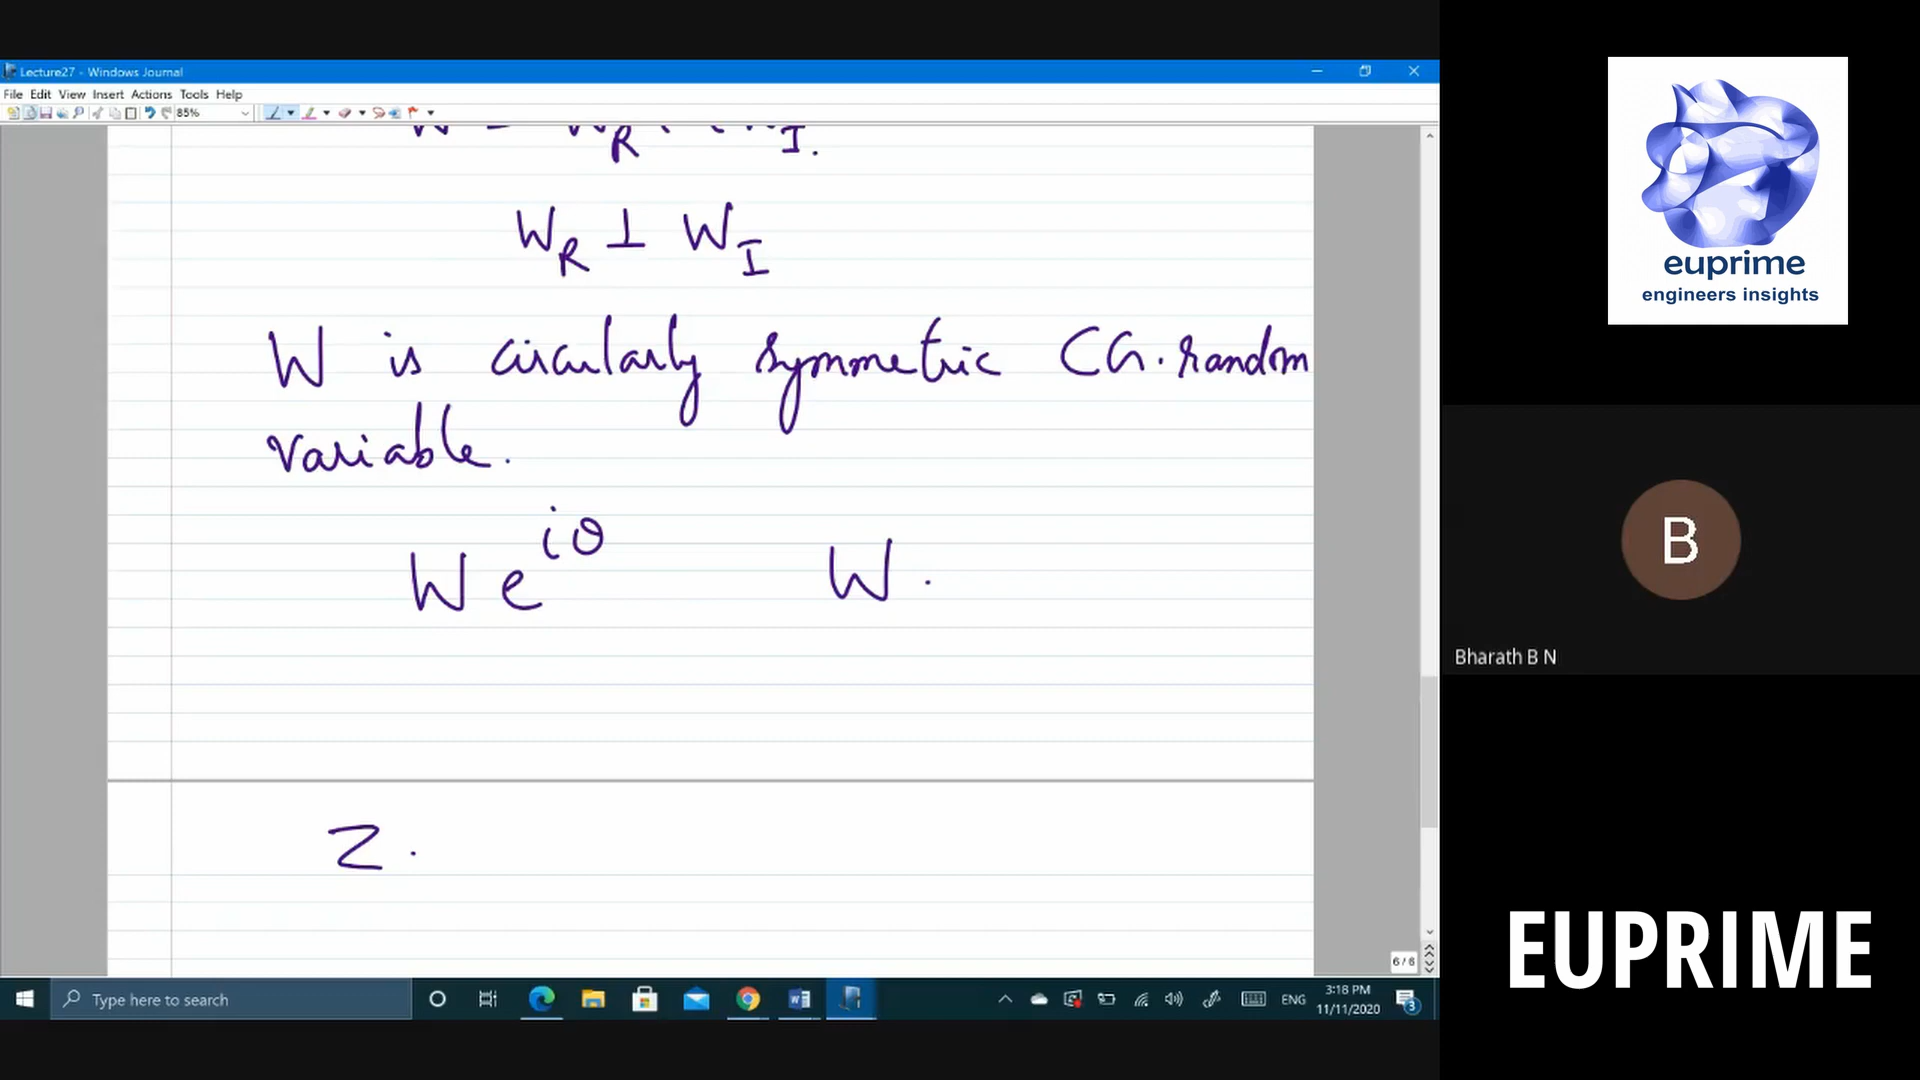 Lecture27 - Windows Journal
File Edit View Insert Actions Tools Help
85%
W_R ⊥ W_I
W is circularly symmetric CG. random
variable.
W e^{iθ} W.
Z.
6 / 6
Type here to search
ENG
3:18 PM
11/11/2020
3
euprime
engineers insights
B
Bharath B N
EUPRIME